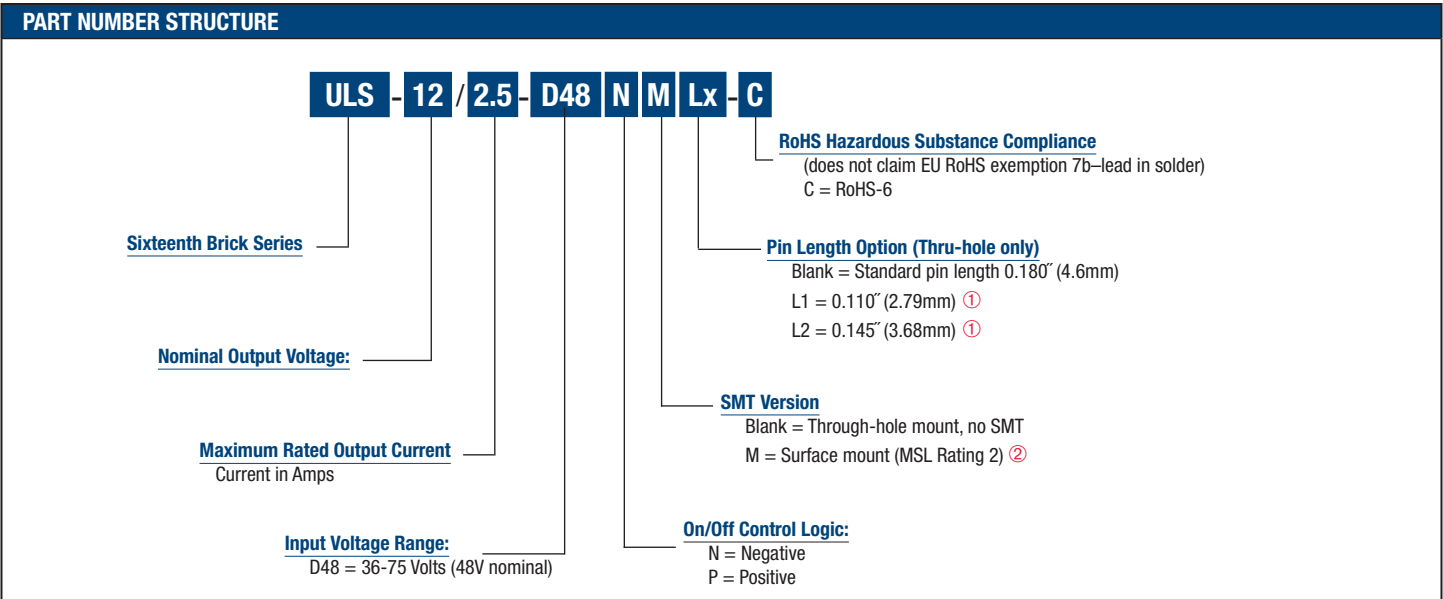 PART NUMBER STRUCTURE
ULS - 12 / 2.5 - D48 N M Lx - C
RoHS Hazardous Substance Compliance
(does not claim EU RoHS exemption 7b–lead in solder)
C = RoHS-6
Sixteenth Brick Series
Pin Length Option (Thru-hole only)
Blank = Standard pin length 0.180˝ (4.6mm)
L1 = 0.110˝ (2.79mm) ①
L2 = 0.145˝ (3.68mm) ①
Nominal Output Voltage:
SMT Version
Blank = Through-hole mount, no SMT
M = Surface mount (MSL Rating 2) ②
Maximum Rated Output Current
Current in Amps
On/Off Control Logic:
N = Negative
P = Positive
Input Voltage Range:
D48 = 36-75 Volts (48V nominal)